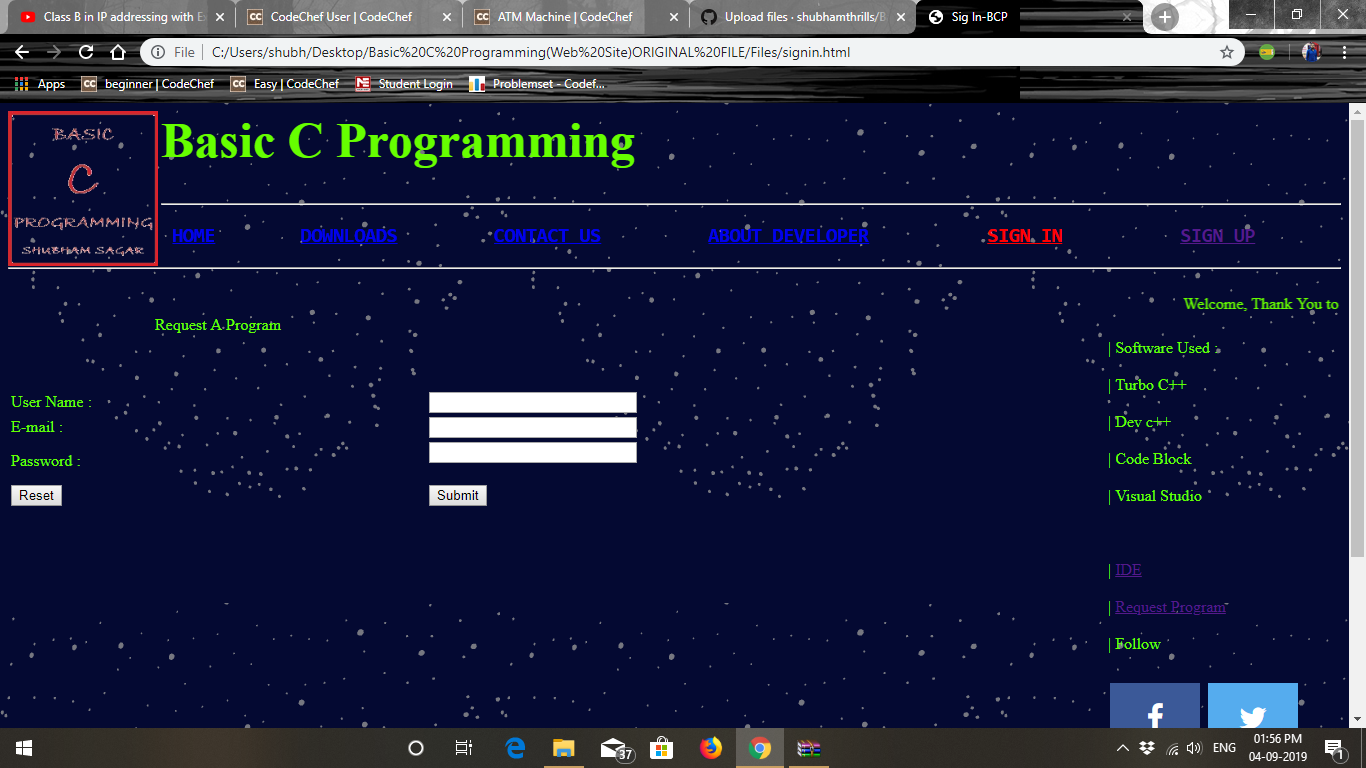 Class B in IP addressing with Ex
CodeChef User | CodeChef
ATM Machine | CodeChef
Upload files · shubhamthrills/B
Sig In-BCP
File C:/Users/shubh/Desktop/Basic%20C%20Programming(Web%20Site)ORIGINAL%20FILE/Files/signin.html
Apps CC beginner | CodeChef CC Easy | CodeChef NE Student Login Problemset - Codef...
BASIC
C
PROGRAMMING
SHUBHAM SAGAR
Basic C Programming
HOME DOWNLOADS CONTACT US ABOUT DEVELOPER SIGN IN SIGN UP
Welcome, Thank You to
Request A Program
User Name :
E-mail :
Password :
Reset Submit
| Software Used :
| Turbo C++
| Dev c++
| Code Block
| Visual Studio
| IDE
| Request Program
| Follow
37
ENG
01:56 PM
04-09-2019
1